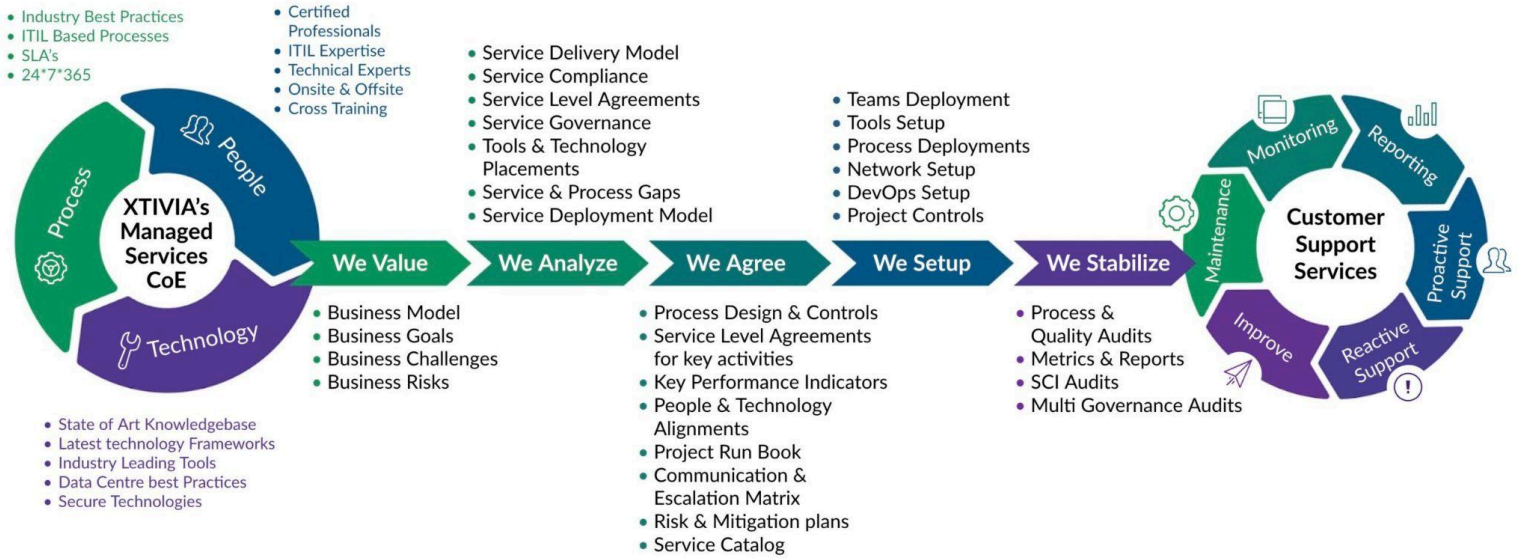 • Industry Best Practices
• ITIL Based Processes
• SLA's
• 24*7*365
• Certified
Professionals
• ITIL Expertise
• Technical Experts
• Onsite & Offsite
• Cross Training
Process
People
Technology
XTIVIA's
Managed
Services
CoE
• State of Art Knowledgebase
• Latest technology Frameworks
• Industry Leading Tools
• Data Centre best Practices
• Secure Technologies
We Value
• Business Model
• Business Goals
• Business Challenges
• Business Risks
• Service Delivery Model
• Service Compliance
• Service Level Agreements
• Service Governance
• Tools & Technology
Placements
• Service & Process Gaps
• Service Deployment Model
We Analyze
We Agree
• Process Design & Controls
• Service Level Agreements
for key activities
• Key Performance Indicators
• People & Technology
Alignments
• Project Run Book
• Communication &
Escalation Matrix
• Risk & Mitigation plans
• Service Catalog
• Teams Deployment
• Tools Setup
• Process Deployments
• Network Setup
• DevOps Setup
• Project Controls
We Setup
We Stabilize
• Process &
Quality Audits
• Metrics & Reports
• SCI Audits
• Multi Governance Audits
Customer
Support
Services
Maintenance
Monitoring
Reporting
Proactive
Support
Reactive
Support
Improve